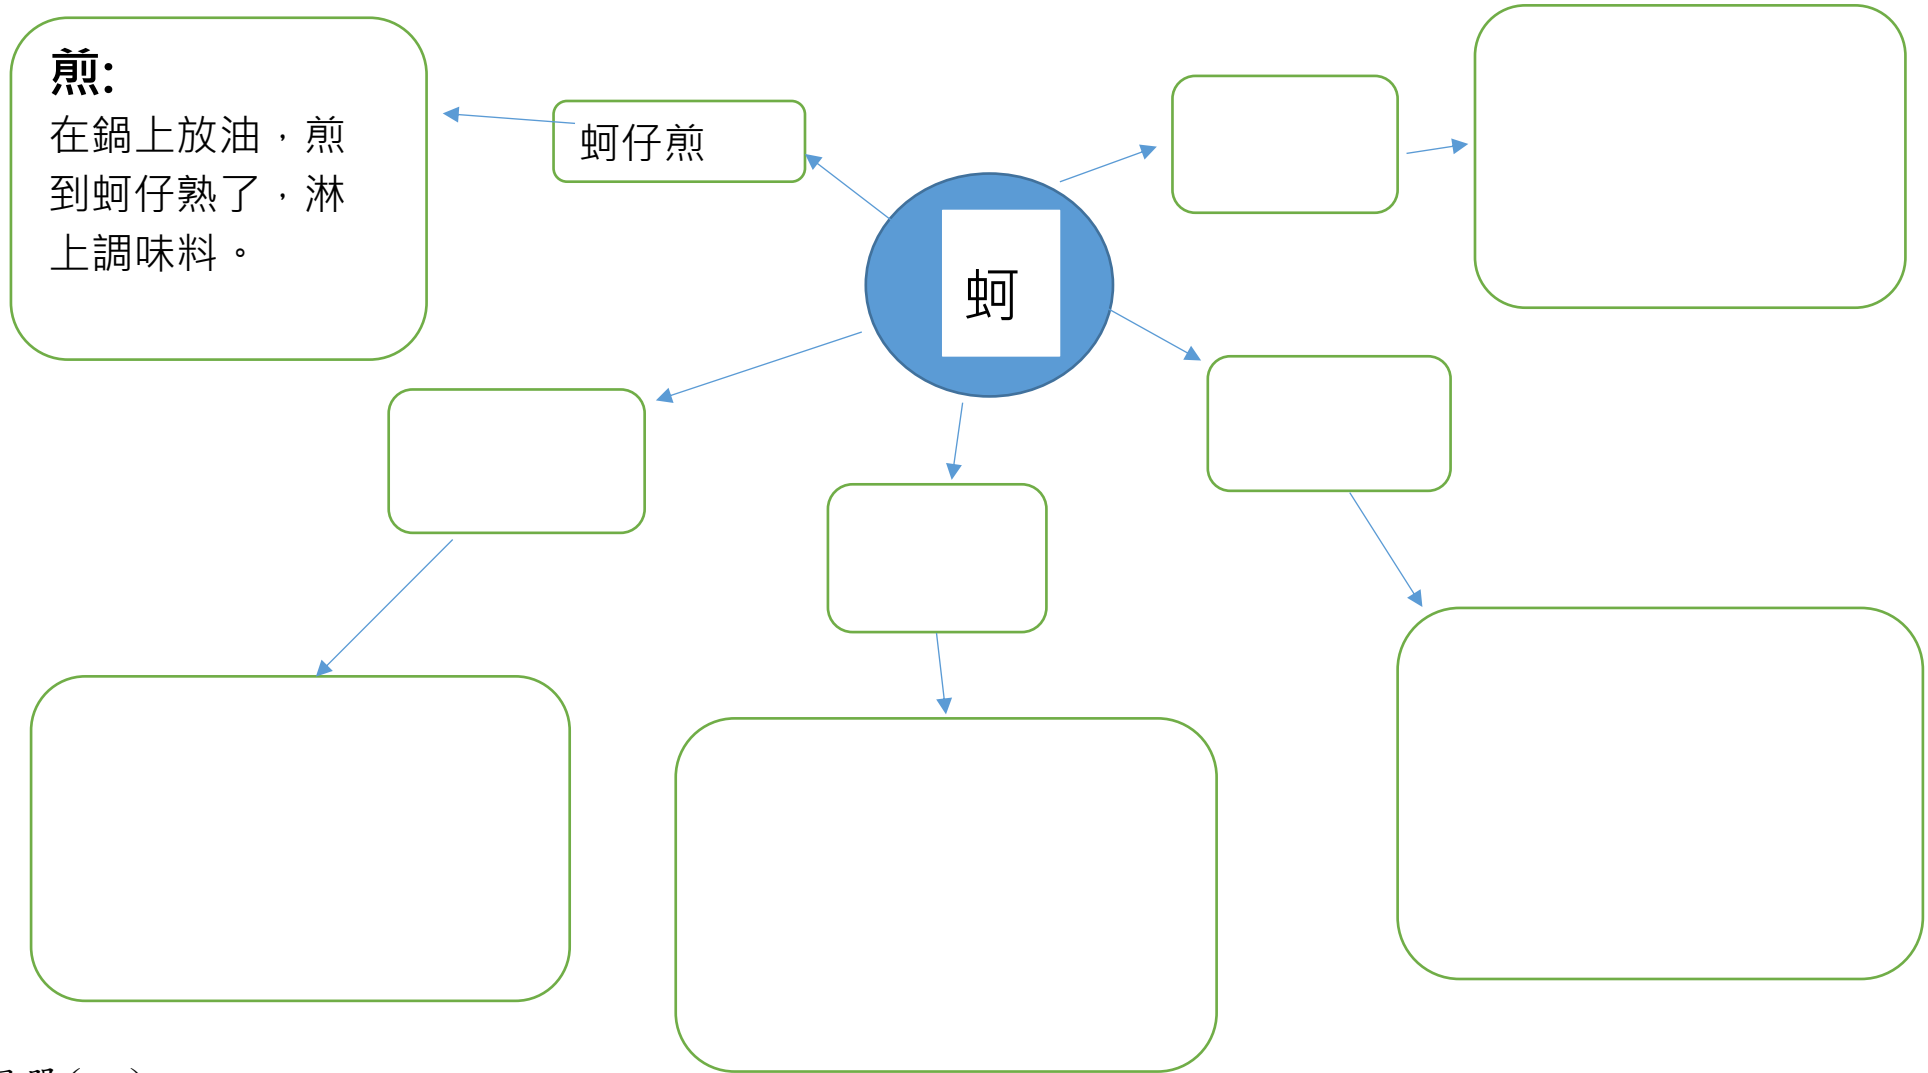 煎:
在鍋上放油，煎
到蚵仔熟了，淋
上調味料。
蚵仔煎
蚵